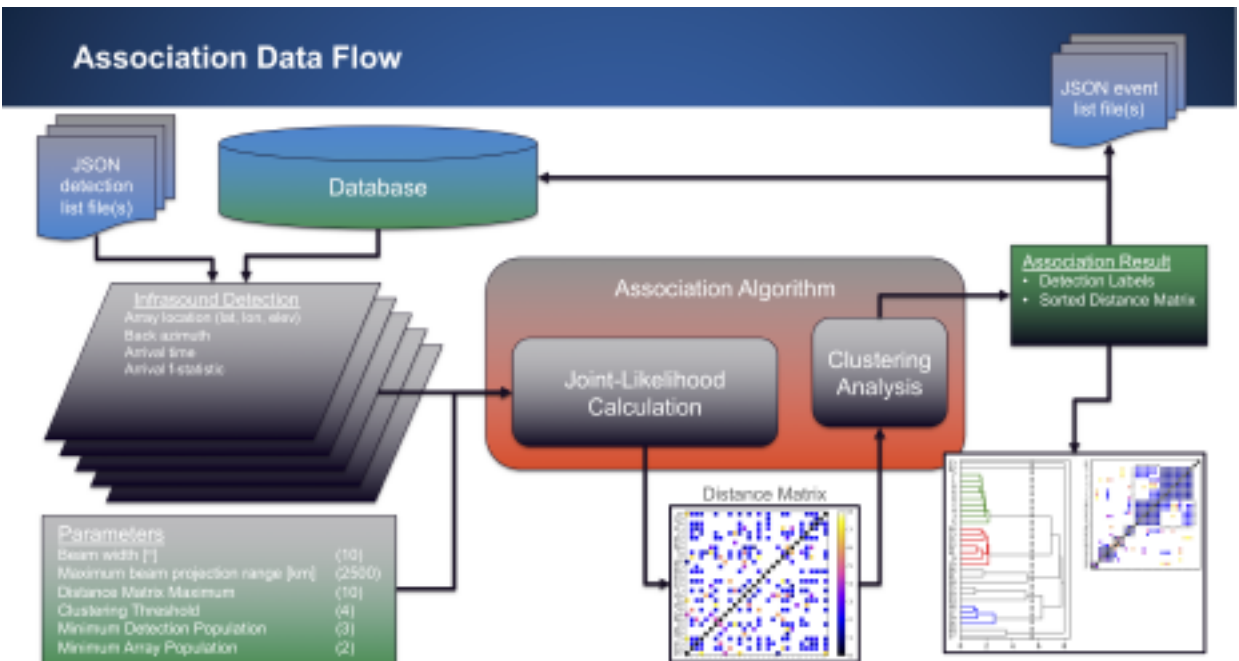 Association Data Flow
JSON event
list file(s)
JSON
detection
list file(s)
Database
Infrasound Detection
Array location (lat, lon, elev)
Back azimuth
Arrival time
Arrival f-statistic
Association Algorithm
Joint-Likelihood
Calculation
Clustering
Analysis
Association Result
• Detection Labels
• Sorted Distance Matrix
Distance Matrix
Parameters
Beam width [°] (10)
Maximum beam projection range [km] (2500)
Distance Matrix Maximum (10)
Clustering Threshold (4)
Minimum Detection Population (3)
Minimum Array Population (2)